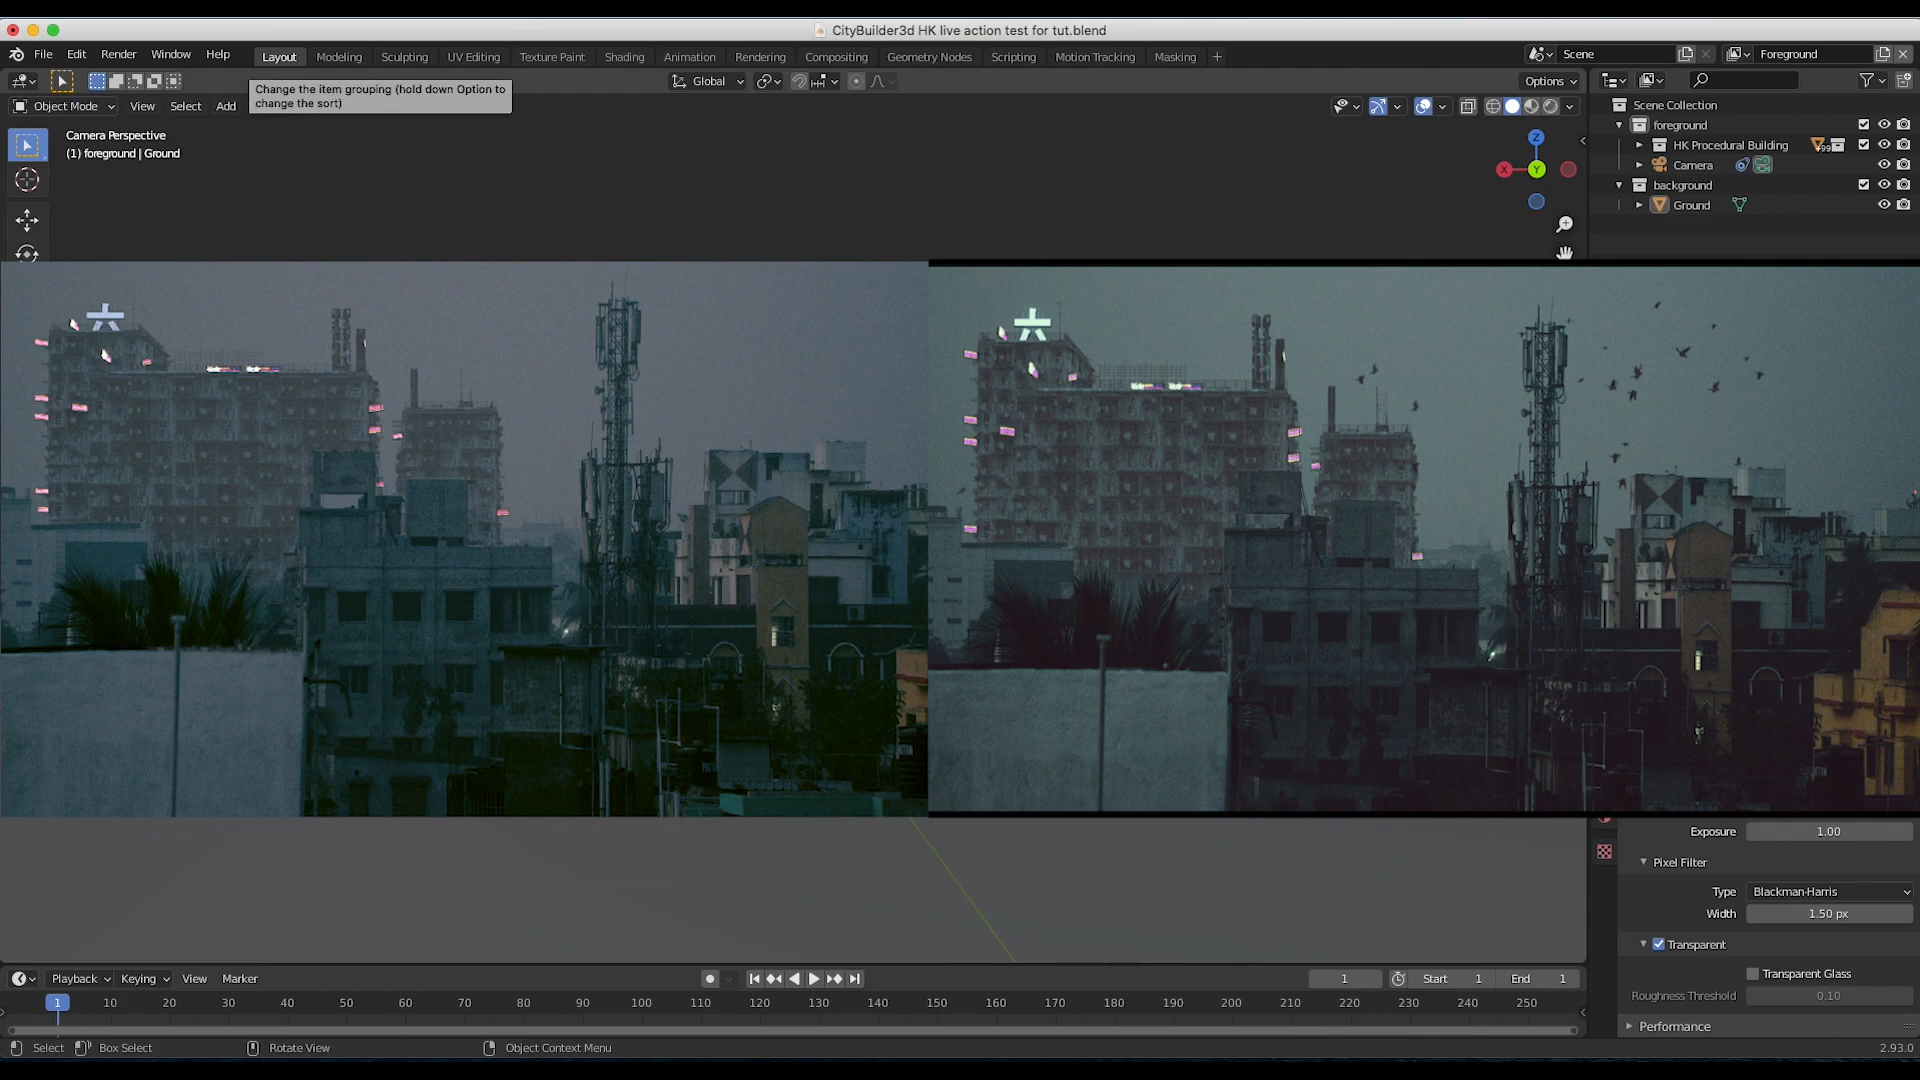 CityBuilder3d HK live action test for tut.blend
File Edit Render Window Help Layout Modeling Sculpting UV Editing Texture Paint Shading Animation Rendering Compositing Geometry Nodes Scripting Motion Tracking Masking + Scene Foreground
Change the item grouping (hold down Option to
change the sort)
Global Options
Object Mode View Select Add
Camera Perspective
(1) foreground | Ground
Z
X Y
Scene Collection
foreground
HK Procedural Building
Camera
background
Ground
六 六
Exposure 1.00
Pixel Filter
Type Blackman-Harris
Width 1.50 px
Transparent
Transparent Glass
Roughness Threshold 0.10
Performance
Playback Keying View Marker 1 Start 1 End 1
1 10 20 30 40 50 60 70 80 90 100 110 120 130 140 150 160 170 180 190 200 210 220 230 240 250
Select Box Select Rotate View Object Context Menu 2.93.0